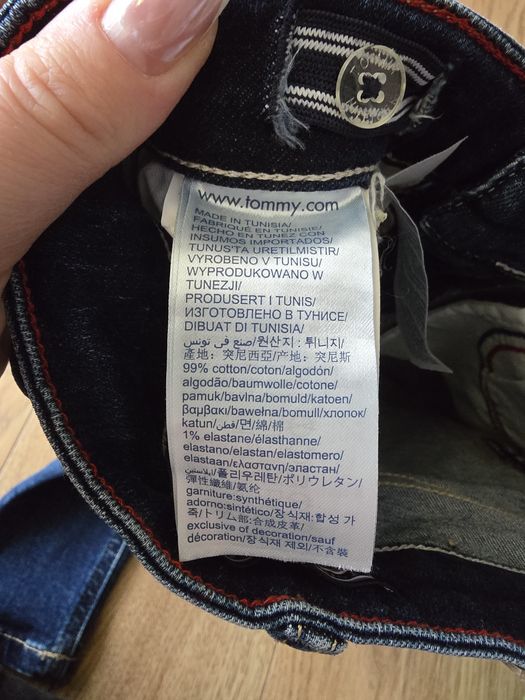 www.tommy.com
MADE IN TUNISIA/
FABRIQUÉ EN TUNISIE/
HECHO EN TUNEZ CON
INSUMOS IMPORTADOS/
TUNUS'TA URETILMISTIR/
VYROBENO V TUNISU/
WYPRODUKOWANO W
TUNEZJI/
PRODUSERT I TUNIS/
ИЗГОТОВЛЕНО В ТУНИСЕ/
DIBUAT DI TUNISIA/
صنع في تونس/원산지 : 튀니지/
產地：突尼西亞/产地：突尼斯
99% cotton/coton/algodón/
algodão/baumwolle/cotone/
pamuk/bavlna/bomuld/katoen/
βαμβακι/bawełna/bomull/хлопок/
katun/قطن/면/綿/棉
1% elastane/élasthanne/
elastano/elastan/elastomero/
elastaan/ελαστανη/эластан/
ايلاستين/폴리우레탄/ポリウレタン/
彈性纖維/氨纶
garniture:synthétique/
adorno:sintético/장식재:합성 가
죽/トリム部:合成皮革/
exclusive of decoration/sauf
décoration/장식재 제외/不含裝